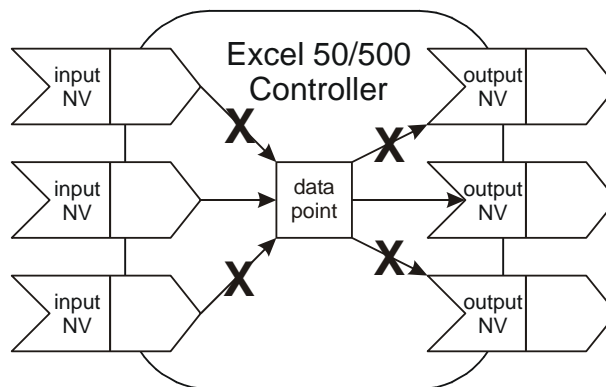 Excel 50/500
Controller
input
NV
output
NV
X
X
input
NV
data
point
output
NV
X
X
input
NV
output
NV